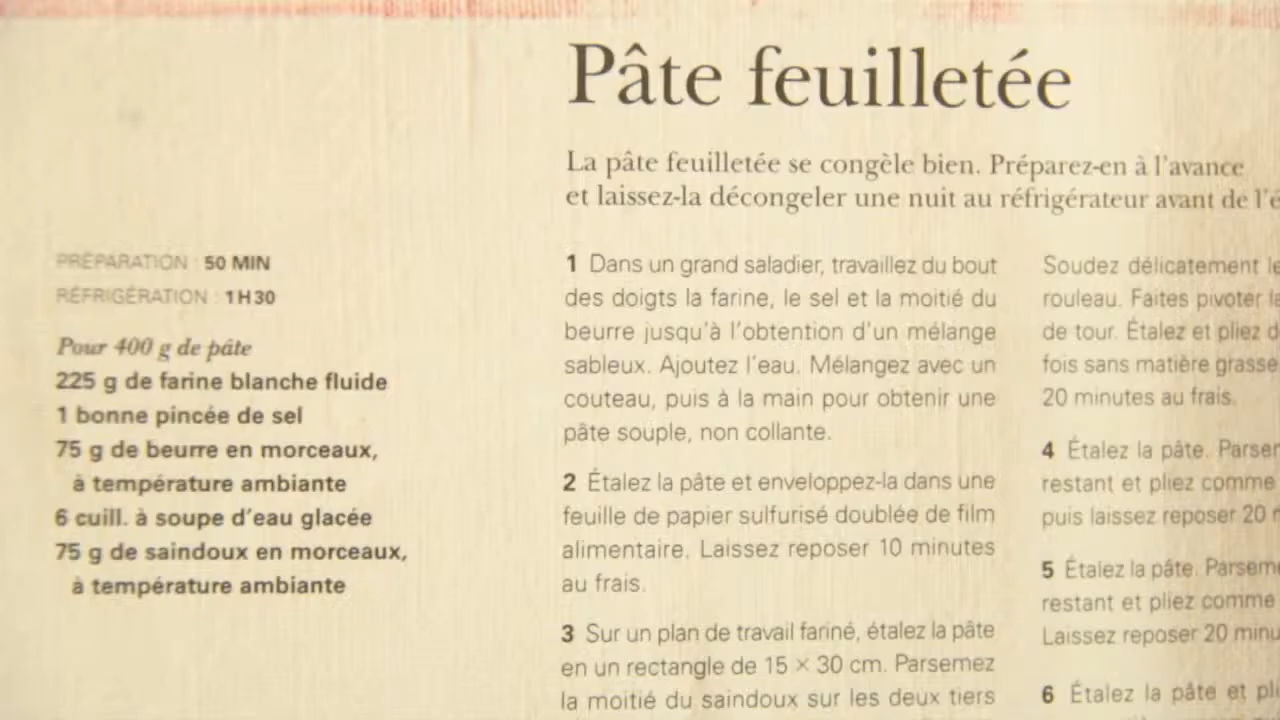 Pâte feuilletée
La pâte feuilletée se congèle bien. Préparez-en à l'avance
et laissez-la décongeler une nuit au réfrigérateur avant de
PRÉPARATION : 50 MIN
RÉFRIGÉRATION : 1 H 30
Pour 400 g de pâte
225 g de farine blanche fluide
1 bonne pincée de sel
75 g de beurre en morceaux,
à température ambiante
6 cuill. à soupe d'eau glacée
75 g de saindoux en morceaux,
à température ambiante
1 Dans un grand saladier, travaillez du bout
des doigts la farine, le sel et la moitié du
beurre jusqu'à l'obtention d'un mélange
sableux. Ajoutez l'eau. Mélangez avec un
couteau, puis à la main pour obtenir une
pâte souple, non collante.
2 Étalez la pâte et enveloppez-la dans une
feuille de papier sulfurisé doublée de film
alimentaire. Laissez reposer 10 minutes
au frais.
3 Sur un plan de travail fariné, étalez la pâte
en un rectangle de 15 × 30 cm. Parsemez
la moitié du saindoux sur les deux tiers
Soudez délicatement
rouleau. Faites pivoter
de tour. Étalez et pliez
fois sans matière grasse
20 minutes au frais.
4 Étalez la pâte.
restant et pliez comme
puis laissez reposer 20
5 Étalez la pâte.
restant et pliez comme
Laissez reposer 20
6 Étalez la pâte et